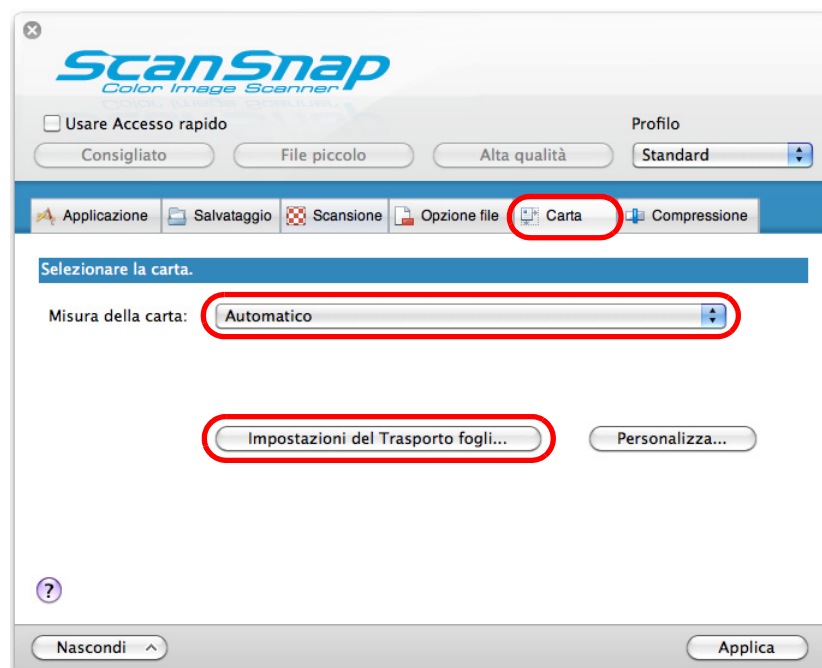 ScanSnap
Color Image Scanner
Usare Accesso rapido
Profilo
Consigliato File piccolo Alta qualità Standard
Applicazione Salvataggio Scansione Opzione file Carta Compressione
Selezionare la carta.
Misura della carta: Automatico
Impostazioni del Trasporto fogli... Personalizza...
?
Nascondi Applica